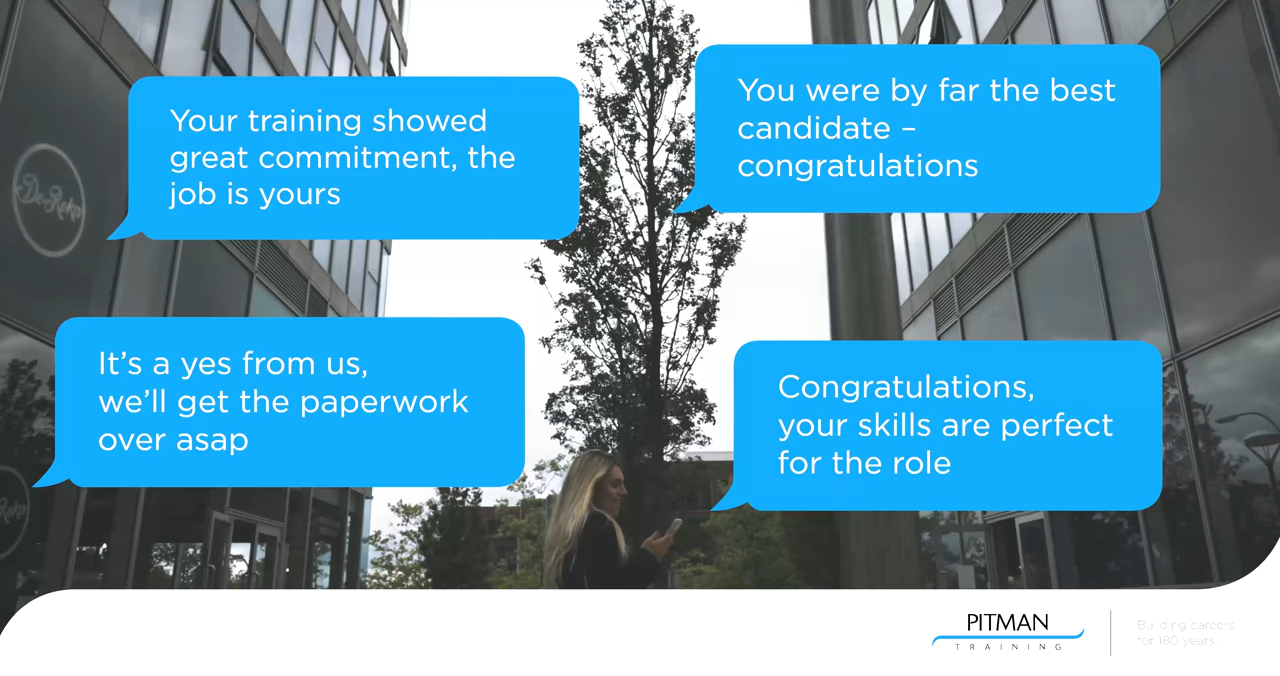 Your training showed
great commitment, the
job is yours
You were by far the best
candidate –
congratulations
It's a yes from us,
we'll get the paperwork
over asap
Congratulations,
your skills are perfect
for the role
DeRoka
PITMAN
TRAINING
Building careers
for 180 years.